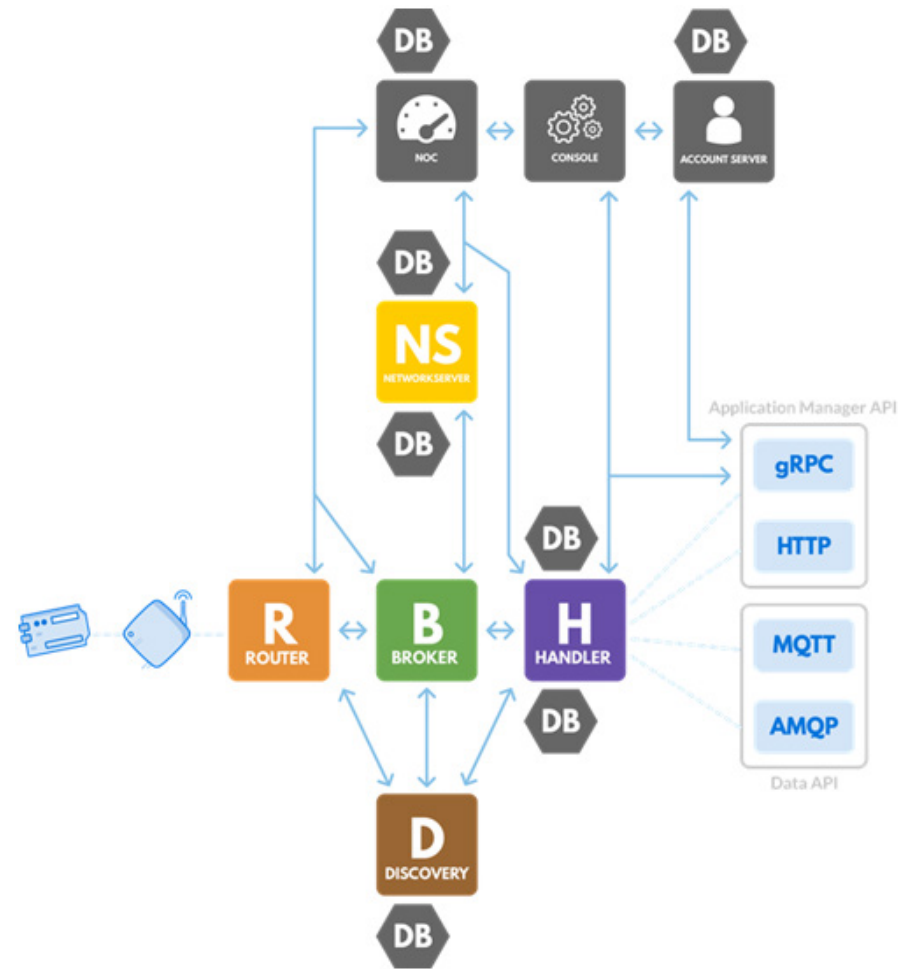 DB
DB
NOC
CONSOLE
ACCOUNT SERVER
DB
NS
NETWORKSERVER
DB
Application Manager API
gRPC
HTTP
DB
R
ROUTER
B
BROKER
H
HANDLER
DB
MQTT
AMQP
Data API
D
DISCOVERY
DB